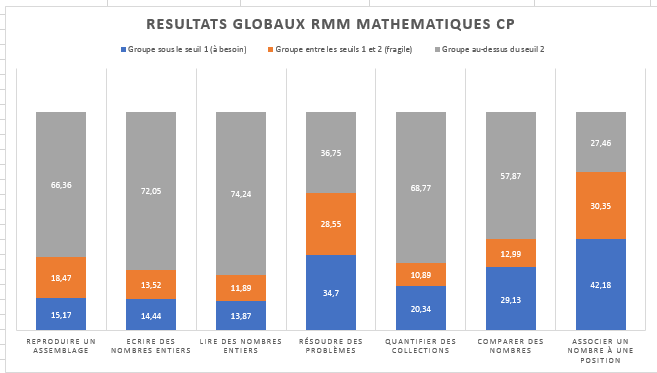 RESULTATS GLOBAUX RMM MATHEMATIQUES CP
Groupe sous le seuil 1 (à besoin) Groupe entre les seuils 1 et 2 (fragile) Groupe au-dessus du seuil 2
66,36 72,05 74,24 36,75 68,77 57,87 27,46
18,47 13,52 11,89 28,55 10,89 12,99 30,35
15,17 14,44 13,87 34,7 20,34 29,13 42,18
REPRODUIRE UN ECRIRE DES LIRE DES NOMBRES RÉSOUDRE DES QUANTIFIER DES COMPARER DES ASSOCIER UN
ASSEMBLAGE NOMBRES ENTIERS ENTIERS PROBLÈMES COLLECTIONS NOMBRES NOMBRE À UNE
POSITION